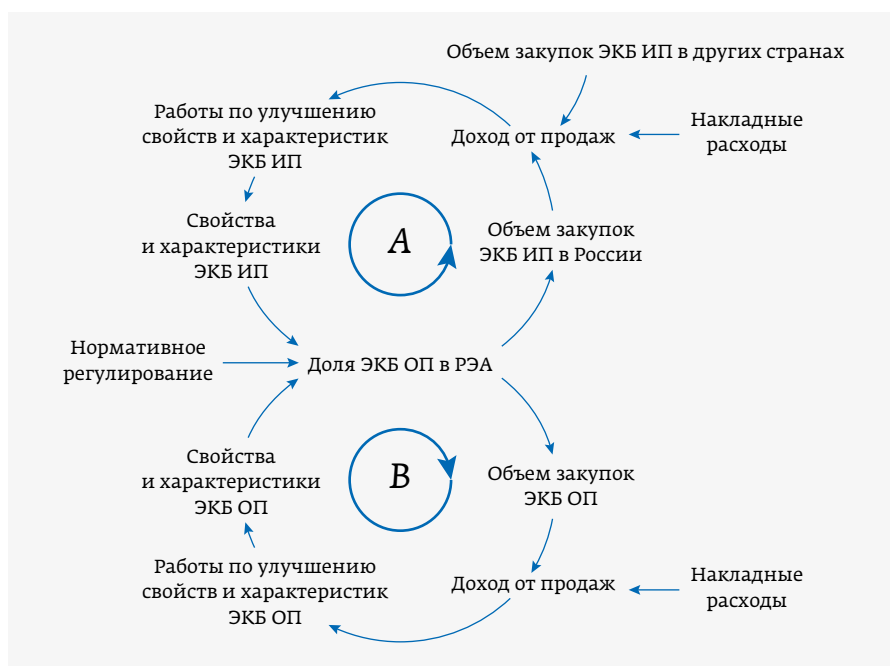 Объем закупок ЭКБ ИП в других странах
Работы по улучшению
свойств и характеристик
ЭКБ ИП
Доход от продаж
Накладные
расходы
Свойства
и характеристики
ЭКБ ИП
A
Объем закупок
ЭКБ ИП в России
Нормативное
регулирование
Доля ЭКБ ОП в РЭА
Свойства
и характеристики
ЭКБ ОП
B
Объем закупок
ЭКБ ОП
Работы по улучшению
свойств и характеристик
ЭКБ ОП
Доход от продаж
Накладные
расходы